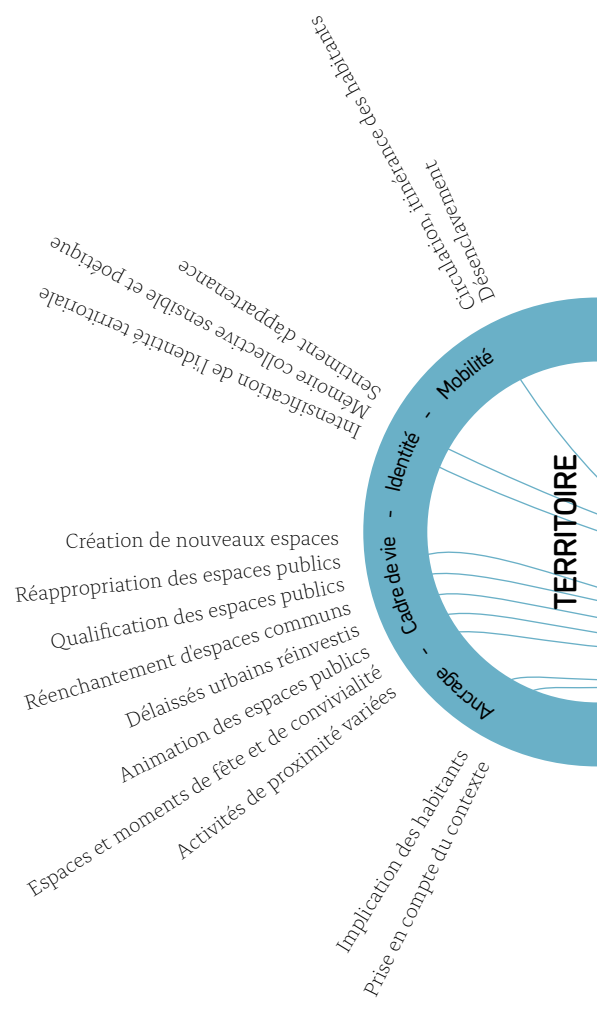 Circulation, itinérance des habitants
Désenclavement
Sentiment d'appartenance
Mémoire collective sensible et poétique
Intensification de l'identité territoriale
Création de nouveaux espaces
Réappropriation des espaces publics
Qualification des espaces publics
Réenchantement d'espaces communs
Délaissés urbains réinvestis
Animation des espaces publics
Espaces et moments de fête et de convivialité
Activités de proximité variées
Implication des habitants
Prise en compte du contexte
Ancrage - Cadre de vie - Identité - Mobilité
TERRITOIRE